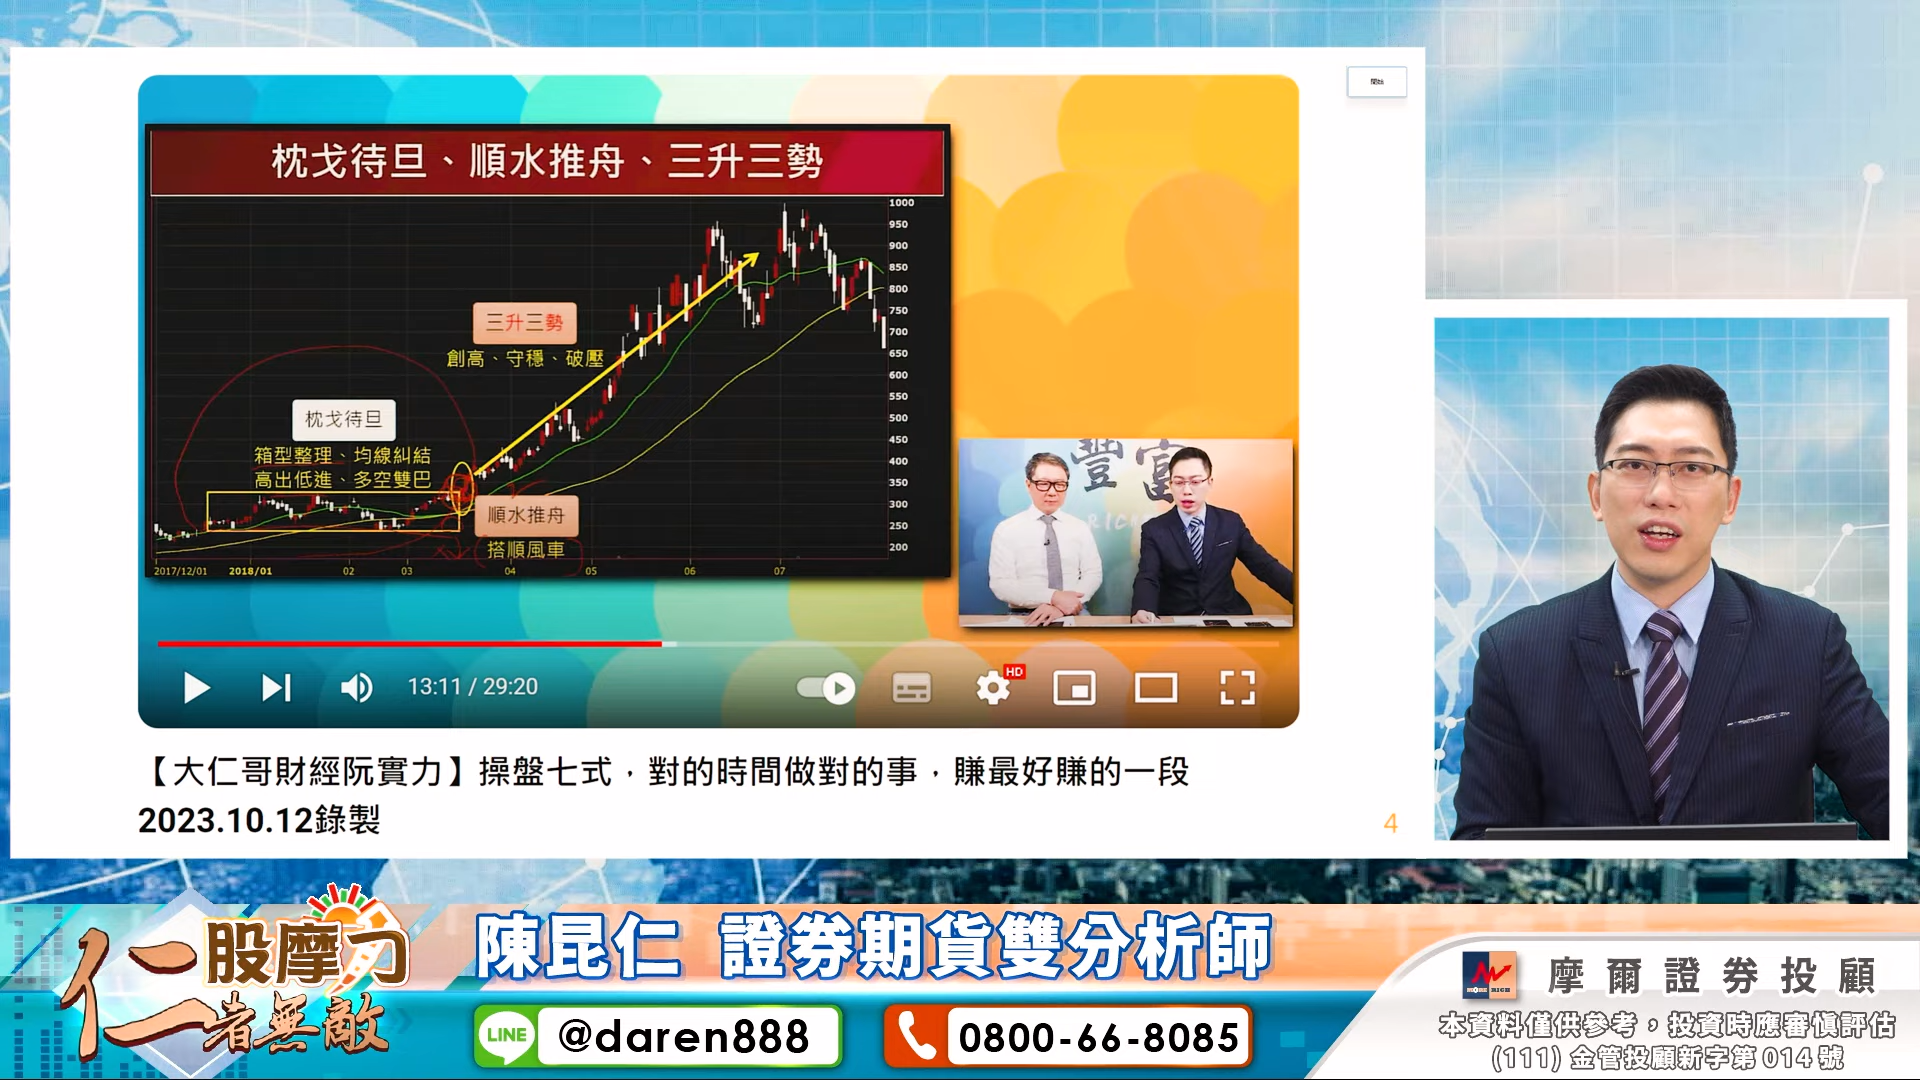 開始
枕戈待旦、順水推舟、三升三勢
1000
950
900
850
800
750
700
650
600
550
500
450
400
350
300
250
200
三升三勢
創高、守穩、破壓
枕戈待旦
箱型整理、均線糾結
高出低進、多空雙巴
順水推舟
搭順風車
2017/12/01 2018/01 02 03 04 05 06 07
豐富
RICH
13:11 / 29:20
HD
【大仁哥財經阮實力】操盤七式，對的時間做對的事，賺最好賺的一段
2023.10.12錄製
4
股摩力
仁者無敵
陳昆仁 證券期貨雙分析師
LINE @daren888
0800-66-8085
摩爾證券投顧
MORE RICH
本資料僅供參考，投資時應審慎評估
(111) 金管投顧新字第 014 號